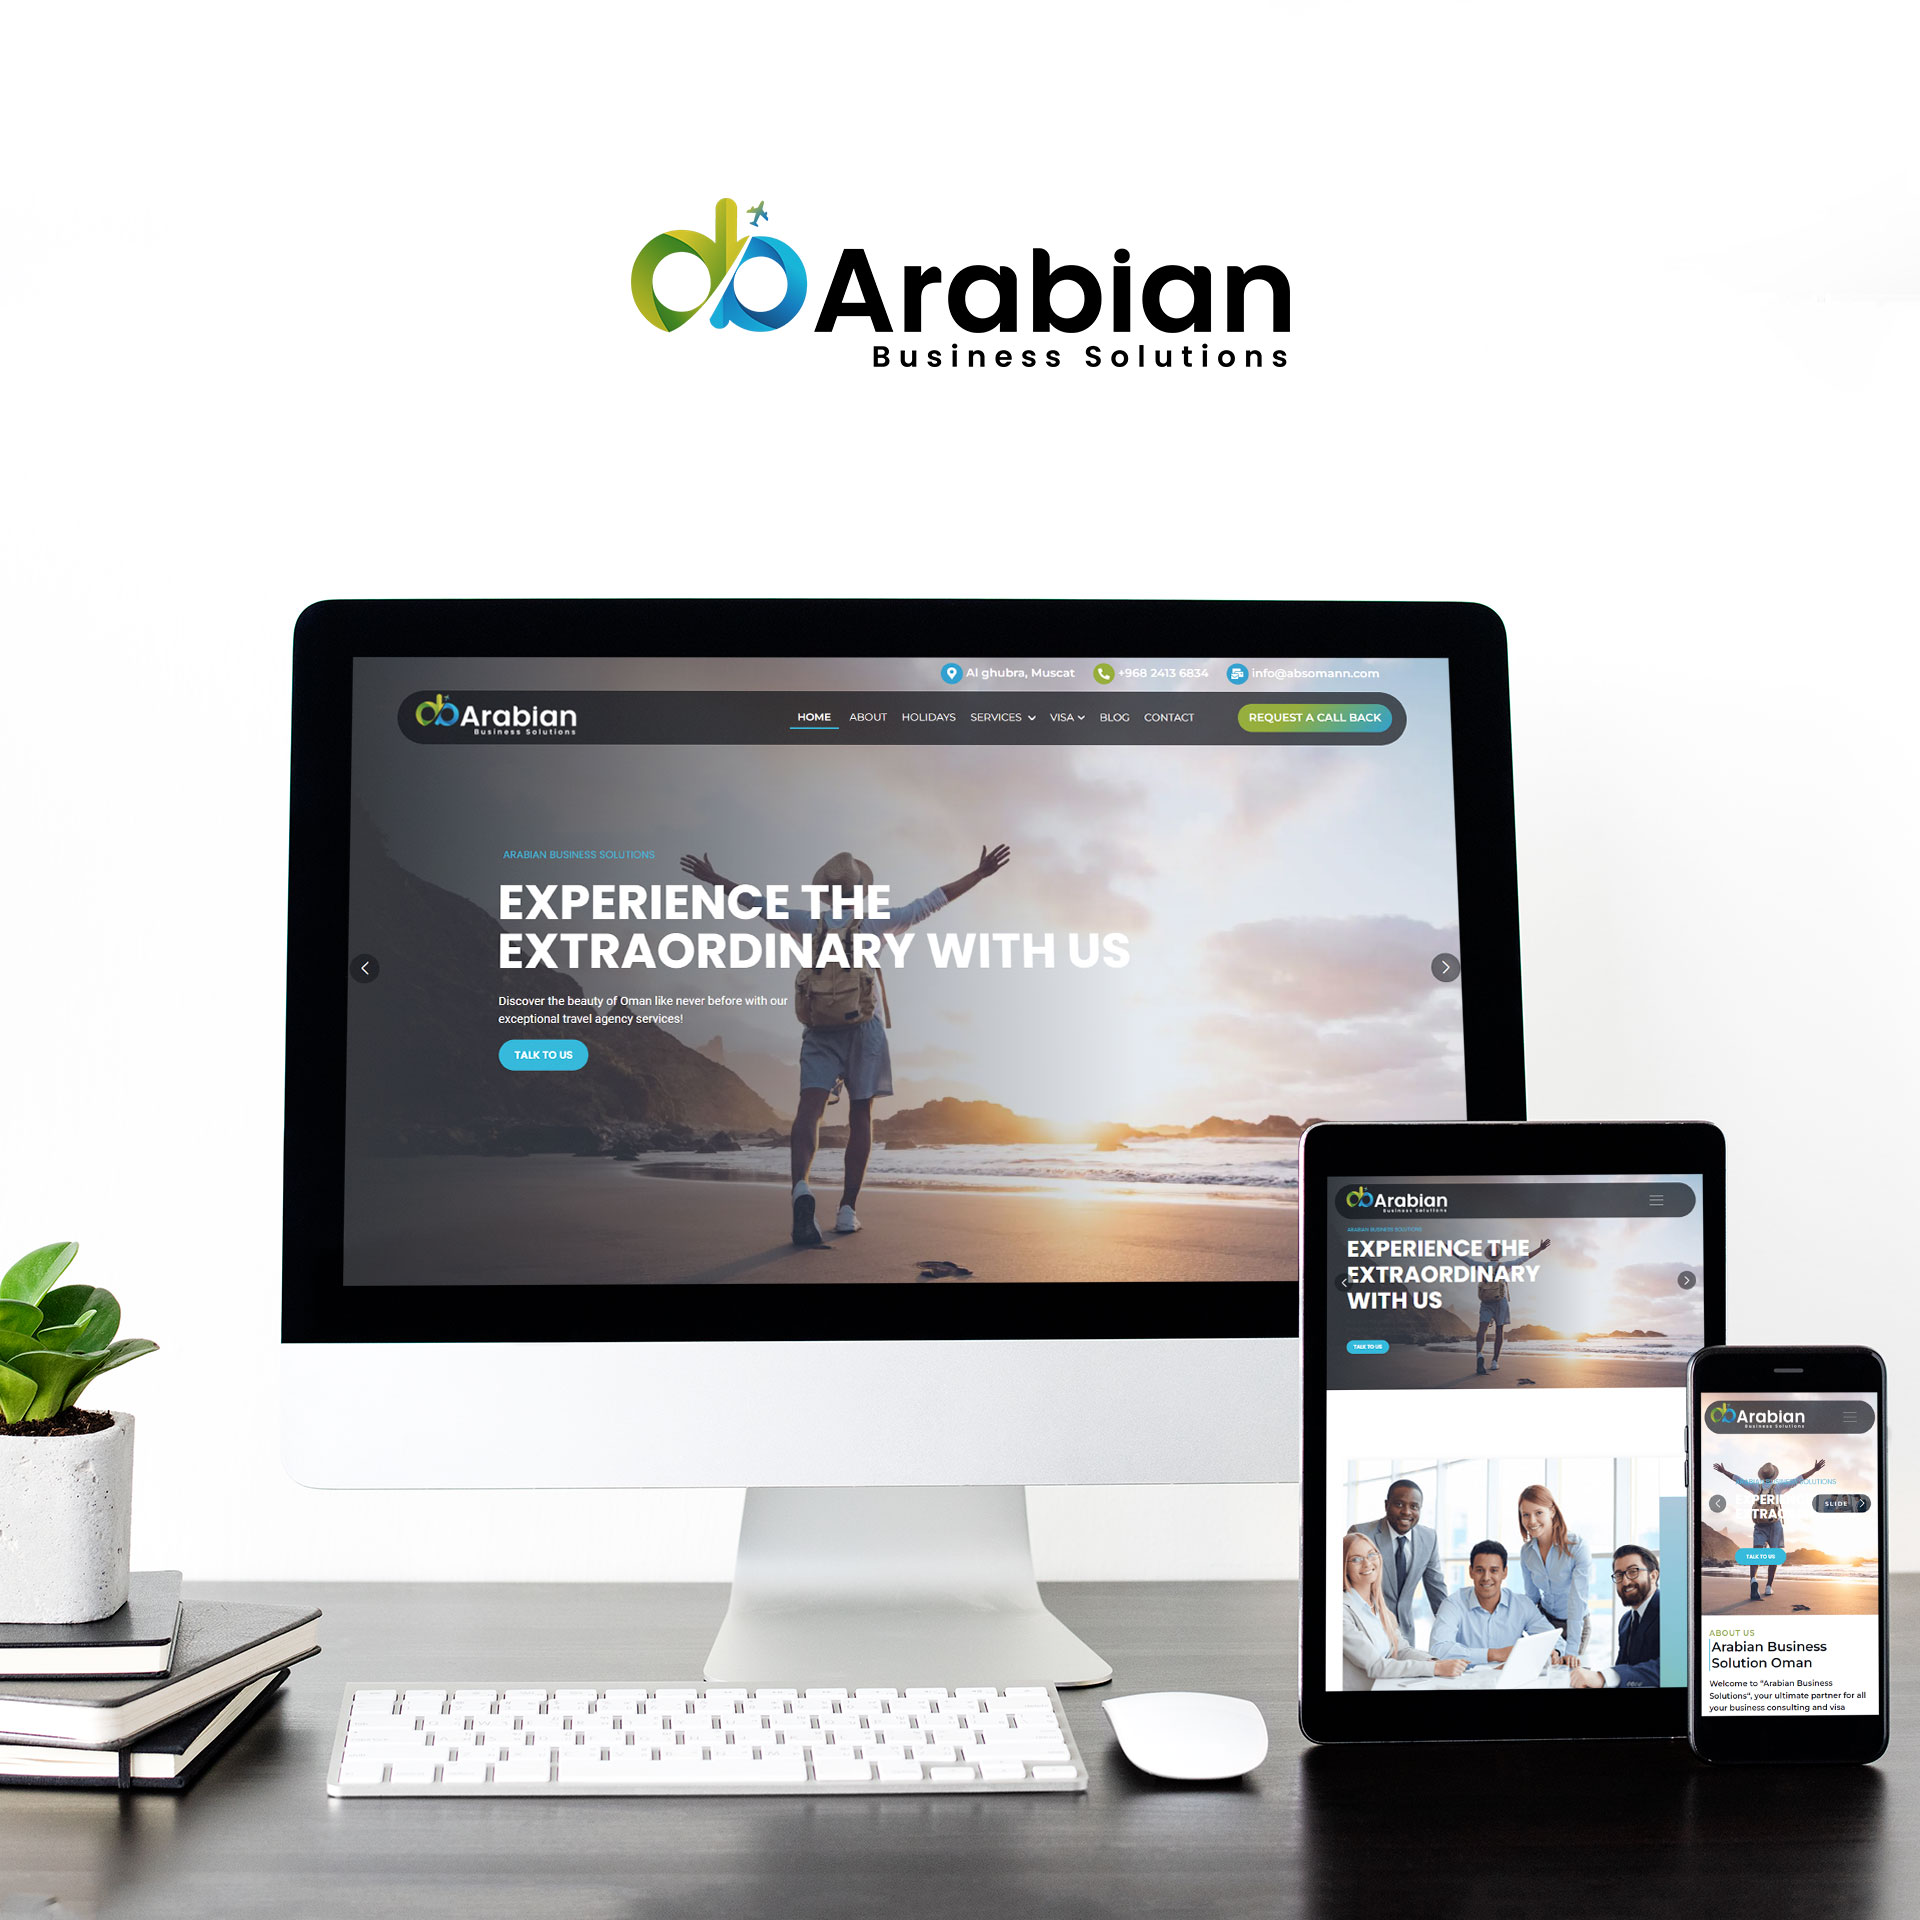 Arabian
Business Solutions
Al ghubra, Muscat
+968 2413 6834
info@absomann.com
Arabian
Business Solutions
HOME
ABOUT
HOLIDAYS
SERVICES
VISA
BLOG
CONTACT
REQUEST A CALL BACK
ARABIAN BUSINESS SOLUTIONS
EXPERIENCE THE
EXTRAORDINARY WITH US
Discover the beauty of Oman like never before with our
exceptional travel agency services!
TALK TO US
Arabian
Business Solutions
ARABIAN BUSINESS SOLUTIONS
EXPERIENCE THE
EXTRAORDINARY
WITH US
TALK TO US
Arabian
Business Solutions
SLIDE
TALK TO US
ABOUT US
Arabian Business
Solution Oman
Welcome to "Arabian Business
Solutions", your ultimate partner for all
your business consulting and visa